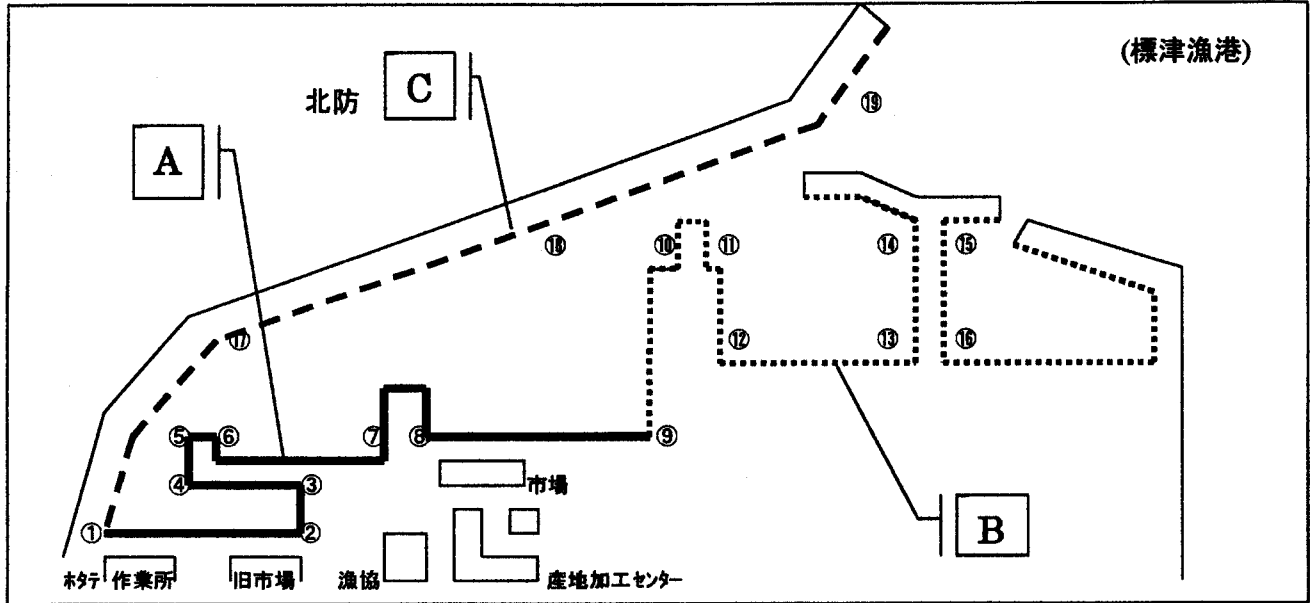 (標津漁港)
北防
C
A
⑲
⑱
⑩
⑪
⑭
⑮
⑰
⑫
⑬
⑯
⑤
⑥
⑦
⑧
⑨
④
③
市場
①
②
B
ホタテ 作業所
旧市場
漁協
産地加工センター